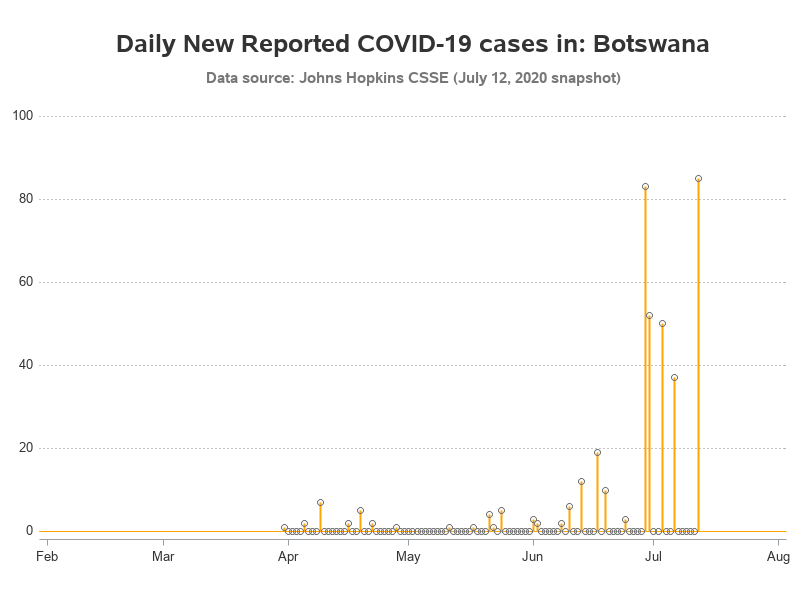 Daily New Reported COVID-19 cases in: Botswana
Data source: Johns Hopkins CSSE (July 12, 2020 snapshot)
100
80
60
40
20
0
Feb Mar Apr May Jun Jul Aug